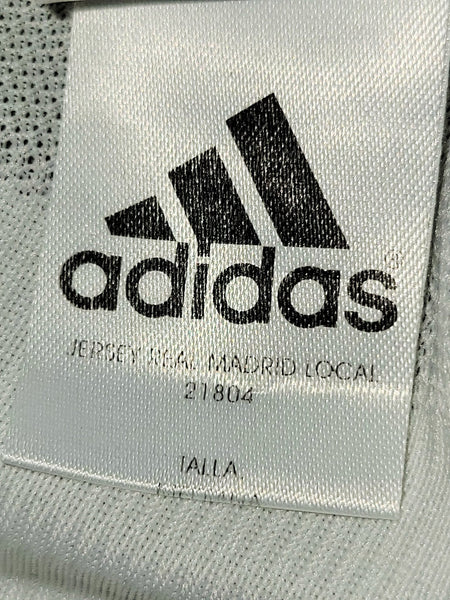 adidas
JERSEY REAL MADRID LOCAL
21804
TALLA